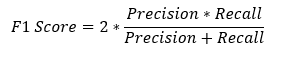 F1 Score = 2 * Precision * Recall / Precision + Recall